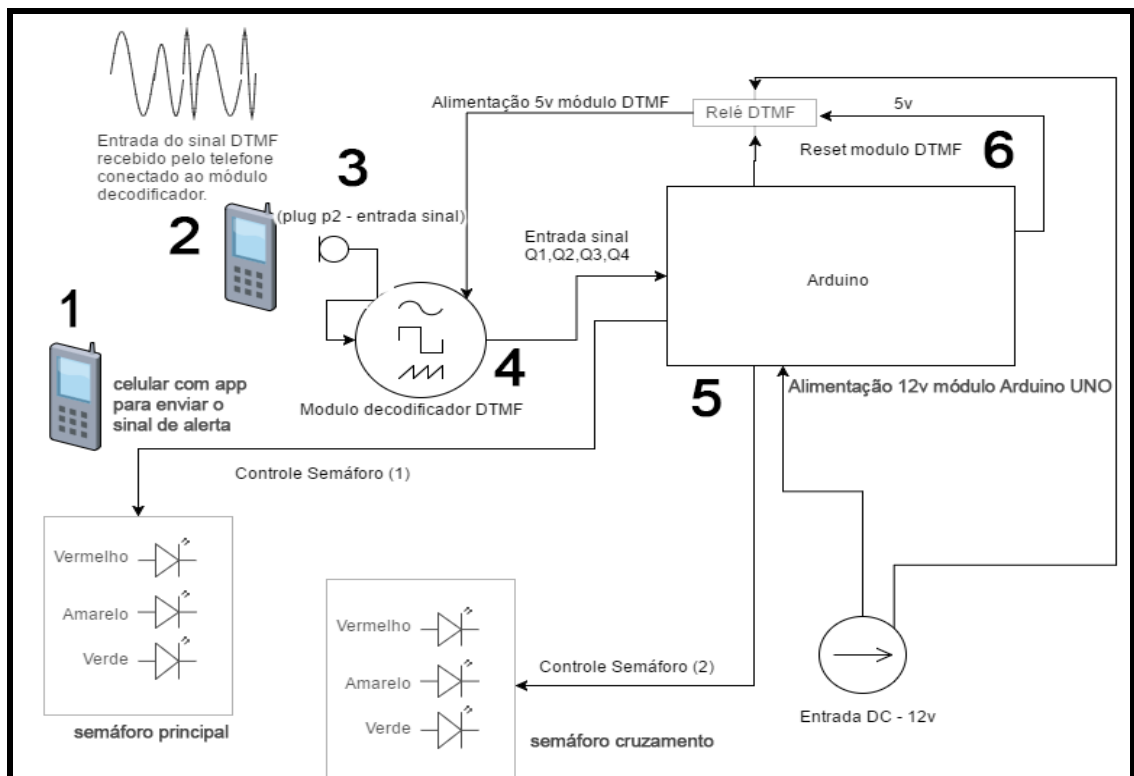 Entrada do sinal DTMF
recebido pelo telefone
conectado ao módulo
decodificador.
Alimentação 5v módulo DTMF
Relé DTMF
5v
Reset modulo DTMF
6
3
(plug p2 - entrada sinal)
2
Entrada sinal
Q1,Q2,Q3,Q4
Arduino
1
celular com app
para enviar o
sinal de alerta
4
Modulo decodificador DTMF
5
Alimentação 12v módulo Arduino UNO
Controle Semáforo (1)
Vermelho
Amarelo
Verde
semáforo principal
Vermelho
Amarelo
Verde
Controle Semáforo (2)
semáforo cruzamento
Entrada DC - 12v